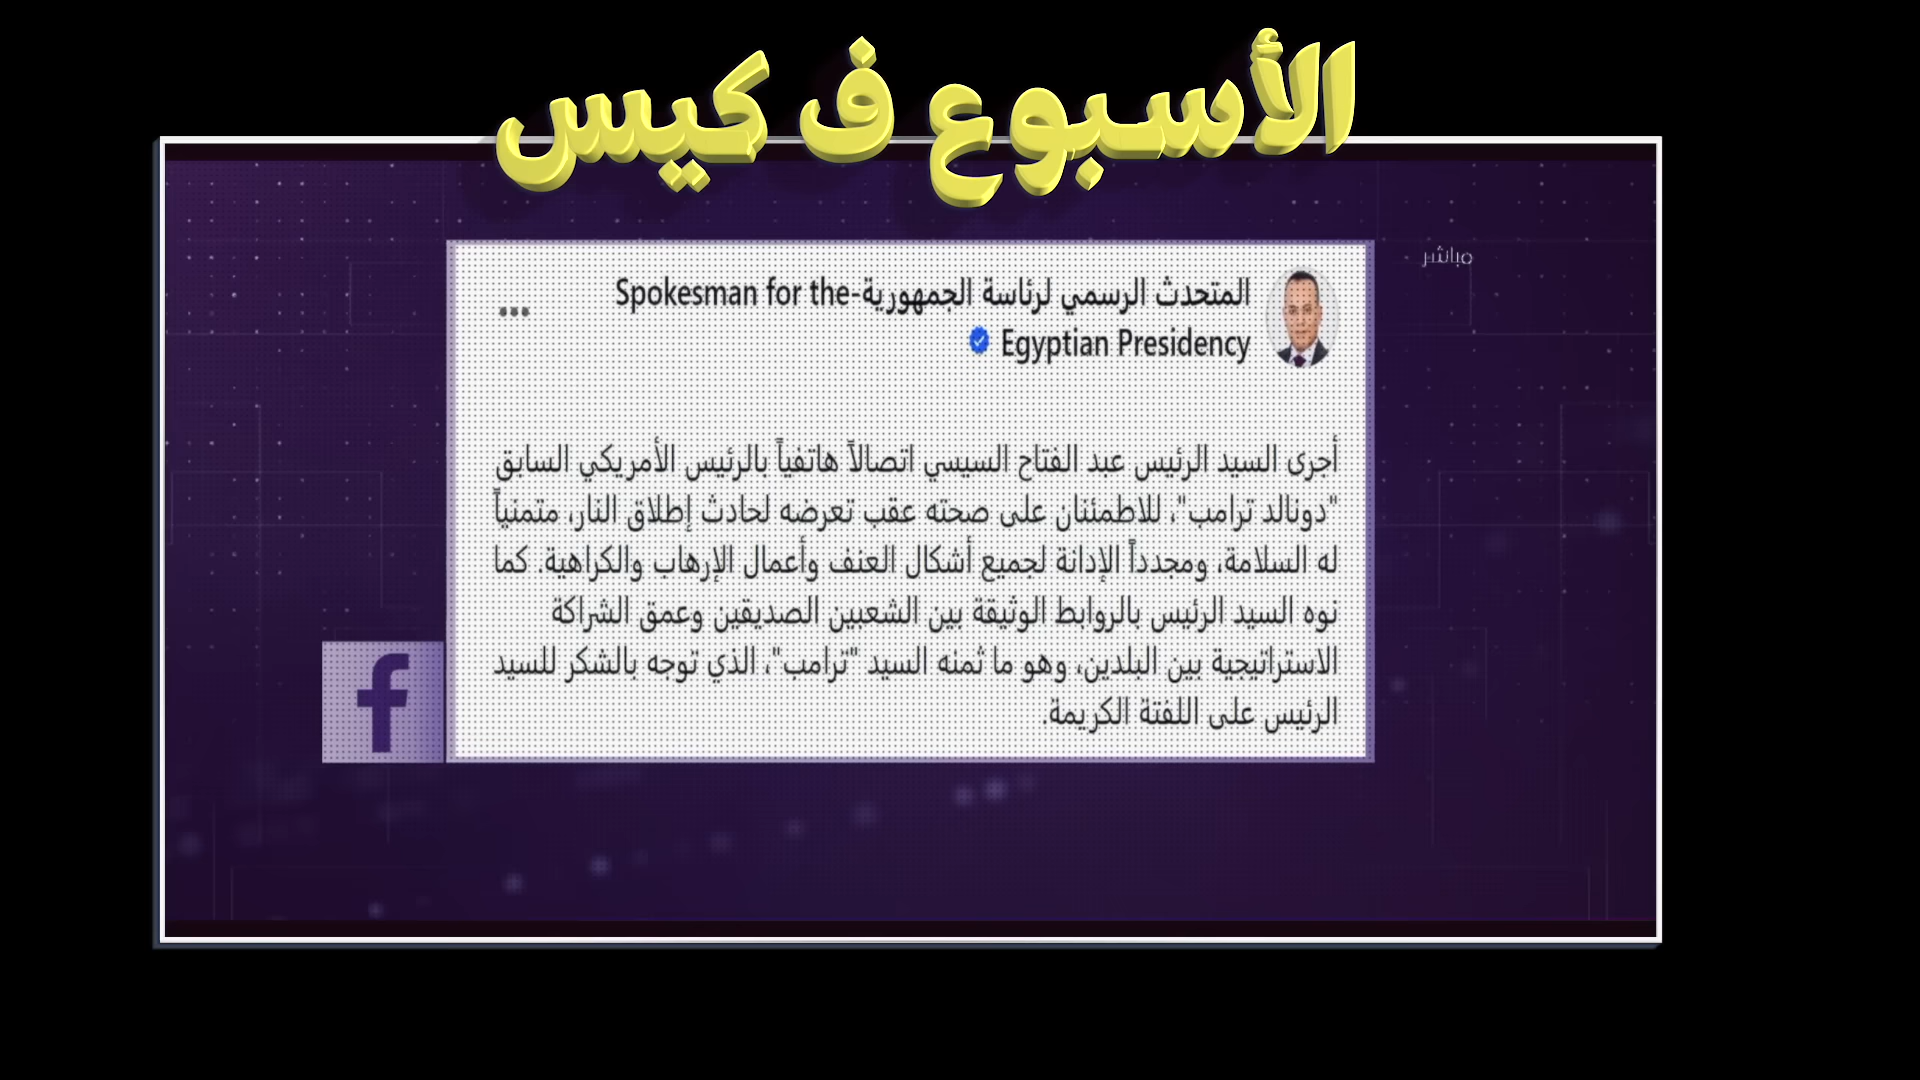 الأسبوع ف كيس
مباشر
المتحدث الرسمي لرئاسة الجمهورية-Spokesman for the
Egyptian Presidency
أجرى السيد الرئيس عبد الفتاح السيسي اتصالاً هاتفياً بالرئيس الأمريكي السابق
"دونالد ترامب"، للاطمئنان على صحته عقب تعرضه لحادث إطلاق النار، متمنياً
له السلامة، ومجدداً الإدانة لجميع أشكال العنف وأعمال الإرهاب والكراهية. كما
نوه السيد الرئيس بالروابط الوثيقة بين الشعبين الصديقين وعمق الشراكة
الاستراتيجية بين البلدين، وهو ما ثمنه السيد "ترامب"، الذي توجه بالشكر للسيد
الرئيس على اللفتة الكريمة.